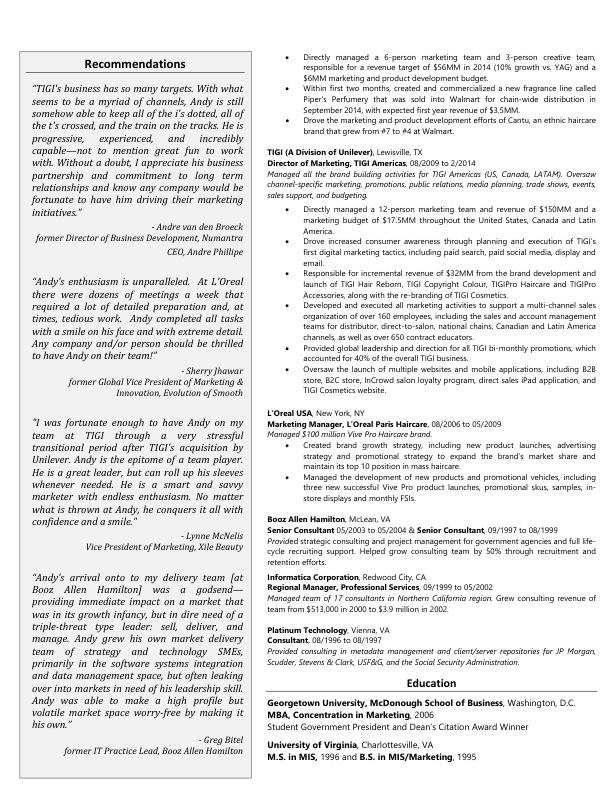 Recommendations
"TIGI's business has so many targets. With what
seems to be a myriad of channels, Andy is still
somehow able to keep all of the i's dotted, all of
the t's crossed, and the train on the tracks. He is
progressive, experienced, and incredibly
capable—not to mention great fun to work
with. Without a doubt, I appreciate his business
partnership and commitment to long term
relationships and know any company would be
fortunate to have him driving their marketing
initiatives."
- Andre van den Broeck
former Director of Business Development, Numantra
CEO, Andre Phillipe
"Andy's enthusiasm is unparalleled. At L'Oreal
there were dozens of meetings a week that
required a lot of detailed preparation and, at
times, tedious work. Andy completed all tasks
with a smile on his face and with extreme detail.
Any company and/or person should be thrilled
to have Andy on their team!"
- Sherry Jhawar
former Global Vice President of Marketing &
Innovation, Evolution of Smooth
"I was fortunate enough to have Andy on my
team at TIGI through a very stressful
transitional period after TIGI's acquisition by
Unilever. Andy is the epitome of a team player.
He is a great leader, but can roll up his sleeves
whenever needed. He is a smart and savvy
marketer with endless enthusiasm. No matter
what is thrown at Andy, he conquers it all with
confidence and a smile."
- Lynne McNelis
Vice President of Marketing, Xile Beauty
"Andy's arrival onto to my delivery team [at
Booz Allen Hamilton] was a godsend—
providing immediate impact on a market that
was in its growth infancy, but in dire need of a
triple-threat type leader: sell, deliver, and
manage. Andy grew his own market delivery
team of strategy and technology SMEs,
primarily in the software systems integration
and data management space, but often leaking
over into markets in need of his leadership skill.
Andy was able to make a high profile but
volatile market space worry-free by making it
his own."
- Greg Bitel
former IT Practice Lead, Booz Allen Hamilton
• Directly managed a 6-person marketing team and 3-person creative team,
responsible for a revenue target of $56MM in 2014 (10% growth vs. YAG) and a
$6MM marketing and product development budget.
• Within first two months, created and commercialized a new fragrance line called
Piper's Perfumery that was sold into Walmart for chain-wide distribution in
September 2014, with expected first year revenue of $3.5MM.
• Drove the marketing and product development efforts of Cantu, an ethnic haircare
brand that grew from #7 to #4 at Walmart.
TIGI (A Division of Unilever), Lewisville, TX
Director of Marketing, TIGI Americas, 08/2009 to 2/2014
Managed all the brand building activities for TIGI Americas (US, Canada, LATAM). Oversaw
channel-specific marketing, promotions, public relations, media planning, trade shows, events,
sales support, and budgeting.
• Directly managed a 12-person marketing team and revenue of $150MM and a
marketing budget of $17.5MM throughout the United States, Canada and Latin
America.
• Drove increased consumer awareness through planning and execution of TIGI's
first digital marketing tactics, including paid search, paid social media, display and
email.
• Responsible for incremental revenue of $32MM from the brand development and
launch of TIGI Hair Reborn, TIGI Copyright Colour, TIGIPro Haircare and TIGIPro
Accessories, along with the re-branding of TIGI Cosmetics.
• Developed and executed all marketing activities to support a multi-channel sales
organization of over 160 employees, including the sales and account management
teams for distributor, direct-to-salon, national chains, Canadian and Latin America
channels, as well as over 650 contract educators.
• Provided global leadership and direction for all TIGI bi-monthly promotions, which
accounted for 40% of the overall TIGI business.
• Oversaw the launch of multiple websites and mobile applications, including B2B
store, B2C store, InCrowd salon loyalty program, direct sales iPad application, and
TIGI Cosmetics website.
L'Oreal USA, New York, NY
Marketing Manager, L'Oreal Paris Haircare, 08/2006 to 05/2009
Managed $100 million Vive Pro Haircare brand.
• Created brand growth strategy, including new product launches, advertising
strategy and promotional strategy to expand the brand's market share and
maintain its top 10 position in mass haircare.
• Managed the development of new products and promotional vehicles, including
three new successful Vive Pro product launches, promotional skus, samples, in-
store displays and monthly FSIs.
Booz Allen Hamilton, McLean, VA
Senior Consultant 05/2003 to 05/2004 & Senior Consultant, 09/1997 to 08/1999
Provided strategic consulting and project management for government agencies and full life-
cycle recruiting support. Helped grow consulting team by 50% through recruitment and
retention efforts.
Informatica Corporation, Redwood City, CA
Regional Manager, Professional Services, 09/1999 to 05/2002
Managed team of 17 consultants in Northern California region. Grew consulting revenue of
team from $513,000 in 2000 to $3.9 million in 2002.
Platinum Technology, Vienna, VA
Consultant, 08/1996 to 08/1997
Provided consulting in metadata management and client/server repositories for JP Morgan,
Scudder, Stevens & Clark, USF&G, and the Social Security Administration.
Education
Georgetown University, McDonough School of Business, Washington, D.C.
MBA, Concentration in Marketing, 2006
Student Government President and Dean's Citation Award Winner
University of Virginia, Charlottesville, VA
M.S. in MIS, 1996 and B.S. in MIS/Marketing, 1995